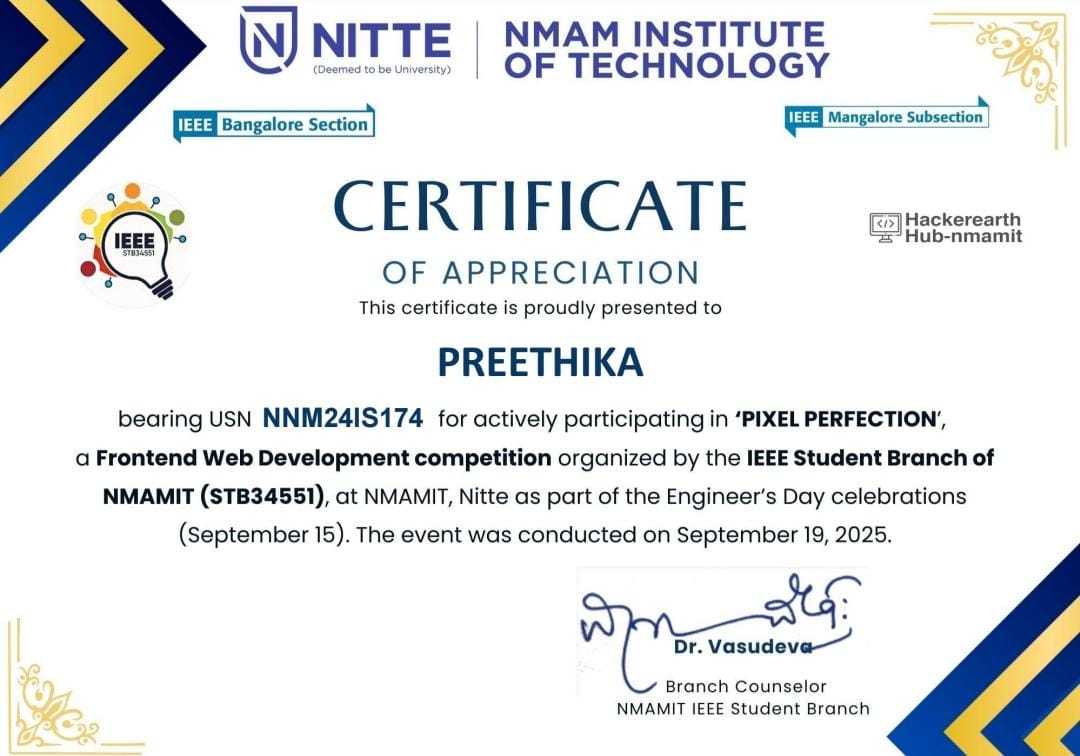 NITTE
(Deemed to be University)
NMAM INSTITUTE
OF TECHNOLOGY
IEEE Bangalore Section
IEEE Mangalore Subsection
IEEE
STB34551
CERTIFICATE
Hackerearth
Hub-nmamit
OF APPRECIATION
This certificate is proudly presented to
PREETHIKA
bearing USN NNM24IS174 for actively participating in ‘PIXEL PERFECTION’,
a Frontend Web Development competition organized by the IEEE Student Branch of
NMAMIT (STB34551), at NMAMIT, Nitte as part of the Engineer’s Day celebrations
(September 15). The event was conducted on September 19, 2025.
Dr. Vasudeva
Branch Counselor
NMAMIT IEEE Student Branch